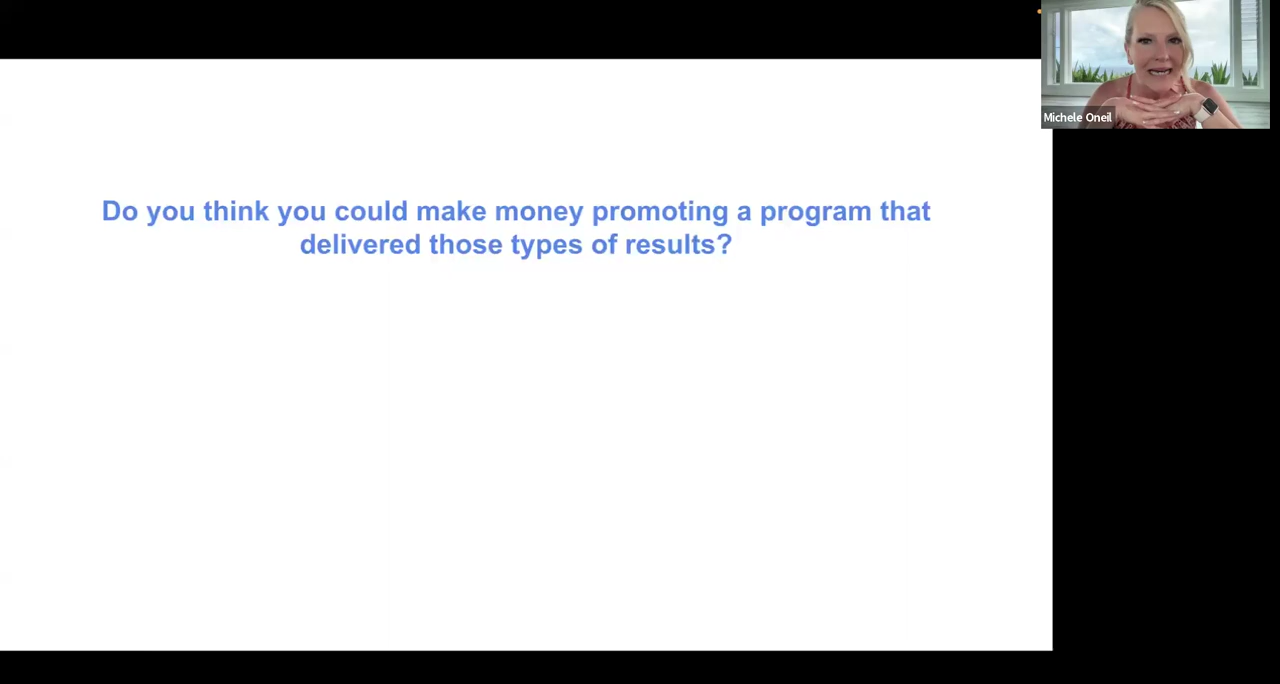 Do you think you could make money promoting a program that
delivered those types of results?
Michele Oneil